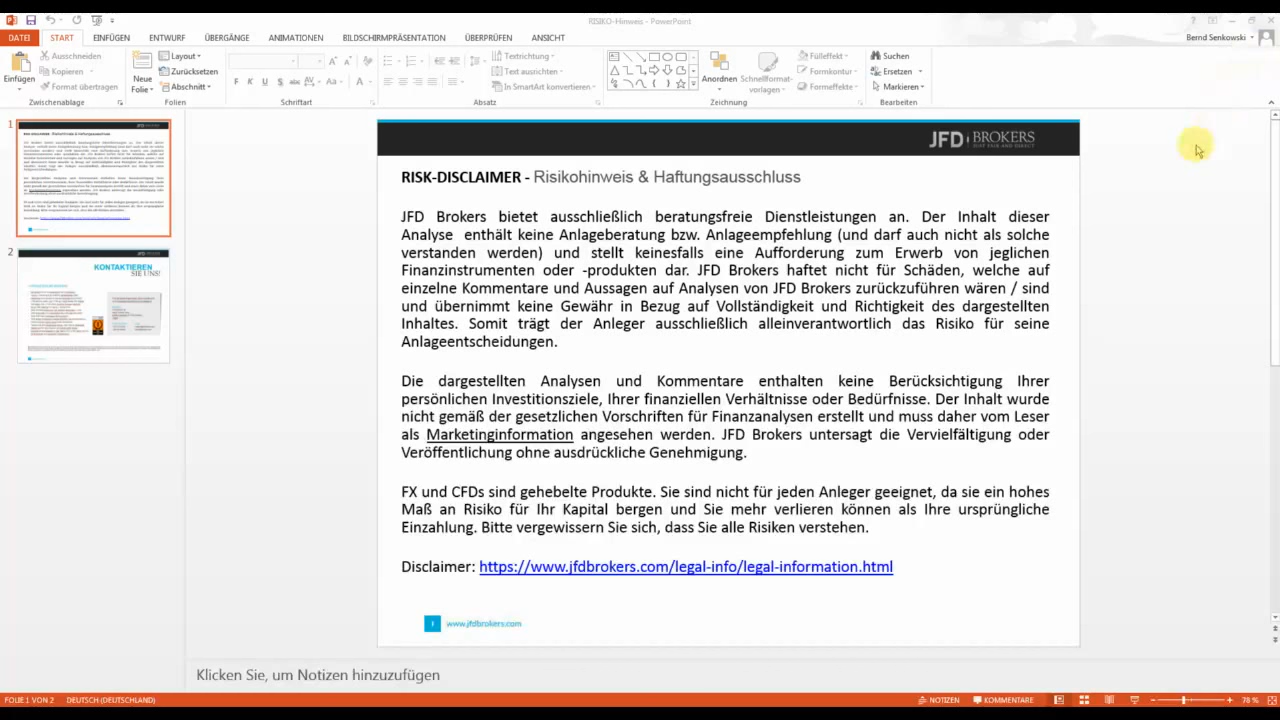 RISIKO-Hinweis - PowerPoint
DATEI START EINFÜGEN ENTWURF ÜBERGÄNGE ANIMATIONEN BILDSCHIRMPRÄSENTATION ÜBERPRÜFEN ANSICHT
Bernd Senkowski
Einfügen
Ausschneiden
Kopieren
Format übertragen
Zwischenablage
Neue
Folie
Layout
Zurücksetzen
Abschnitt
Folien
F K U S abc AV Aa A
Schriftart
Textrichtung
Text ausrichten
In SmartArt konvertieren
Absatz
Anordnen
Schnellformat-
vorlagen
Fülleffekt
Formkontur
Formeffekte
Zeichnung
Suchen
Ersetzen
Markieren
Bearbeiten
1
2
KONTAKTIEREN
SIE UNS!
JFD BROKERS
JUST FAIR AND DIRECT
RISK-DISCLAIMER - Risikohinweis & Haftungsausschluss
JFD Brokers bietet ausschließlich beratungsfreie Dienstleistungen an. Der Inhalt dieser
Analyse enthält keine Anlageberatung bzw. Anlageempfehlung (und darf auch nicht als solche
verstanden werden) und stellt keinesfalls eine Aufforderung zum Erwerb von jeglichen
Finanzinstrumenten oder -produkten dar. JFD Brokers haftet nicht für Schäden, welche auf
einzelne Kommentare und Aussagen auf Analysen von JFD Brokers zurückzuführen wären / sind
und übernimmt keine Gewähr in Bezug auf Vollständigkeit und Richtigkeit des dargestellten
Inhaltes. Somit trägt der Anleger ausschließlich alleinverantwortlich das Risiko für seine
Anlageentscheidungen.
Die dargestellten Analysen und Kommentare enthalten keine Berücksichtigung Ihrer
persönlichen Investitionsziele, Ihrer finanziellen Verhältnisse oder Bedürfnisse. Der Inhalt wurde
nicht gemäß der gesetzlichen Vorschriften für Finanzanalysen erstellt und muss daher vom Leser
als Marketinginformation angesehen werden. JFD Brokers untersagt die Vervielfältigung oder
Veröffentlichung ohne ausdrückliche Genehmigung.
FX und CFDs sind gehebelte Produkte. Sie sind nicht für jeden Anleger geeignet, da sie ein hohes
Maß an Risiko für Ihr Kapital bergen und Sie mehr verlieren können als Ihre ursprüngliche
Einzahlung. Bitte vergewissern Sie sich, dass Sie alle Risiken verstehen.
Disclaimer: https://www.jfdbrokers.com/legal-info/legal-information.html
www.jfdbrokers.com
Klicken Sie, um Notizen hinzuzufügen
FOLIE 1 VON 2 DEUTSCH (DEUTSCHLAND) NOTIZEN KOMMENTARE 78 %